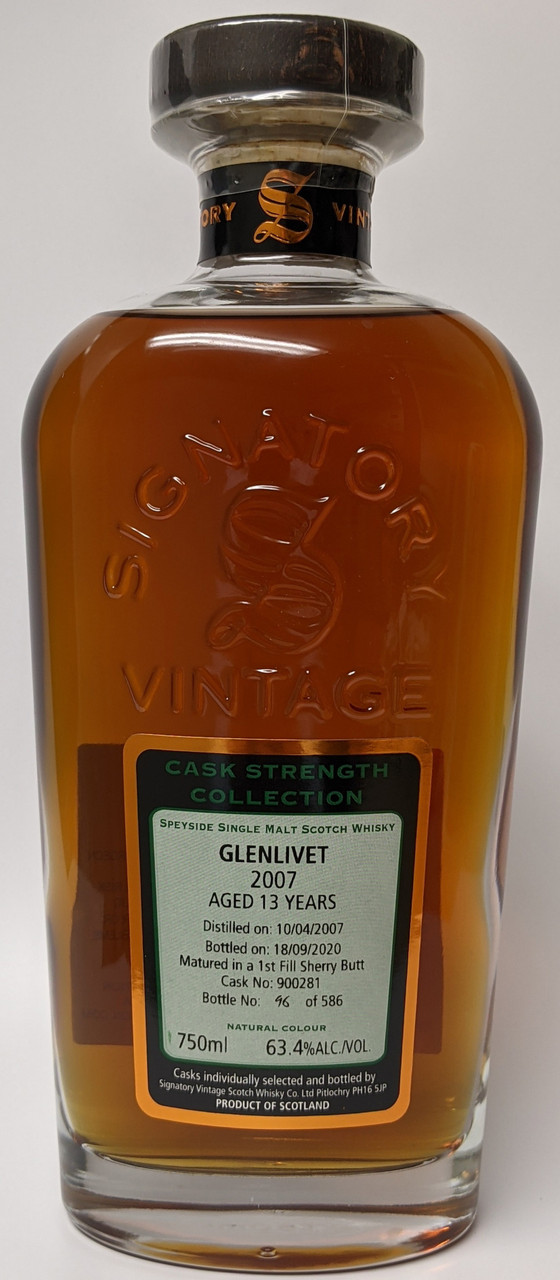 ORY S VINT
SIGNATORY
S
VINTAGE
CASK STRENGTH
COLLECTION
SPEYSIDE SINGLE MALT SCOTCH WHISKY
GLENLIVET
2007
AGED 13 YEARS
Distilled on: 10/04/2007
Bottled on: 18/09/2020
Matured in a 1st Fill Sherry Butt
Cask No: 900281
Bottle No: 96 of 586
NATURAL COLOUR
750ml 63.4%ALC./VOL.
Casks individually selected and bottled by
Signatory Vintage Scotch Whisky Co. Ltd Pitlochry PH16 5JP
PRODUCT OF SCOTLAND